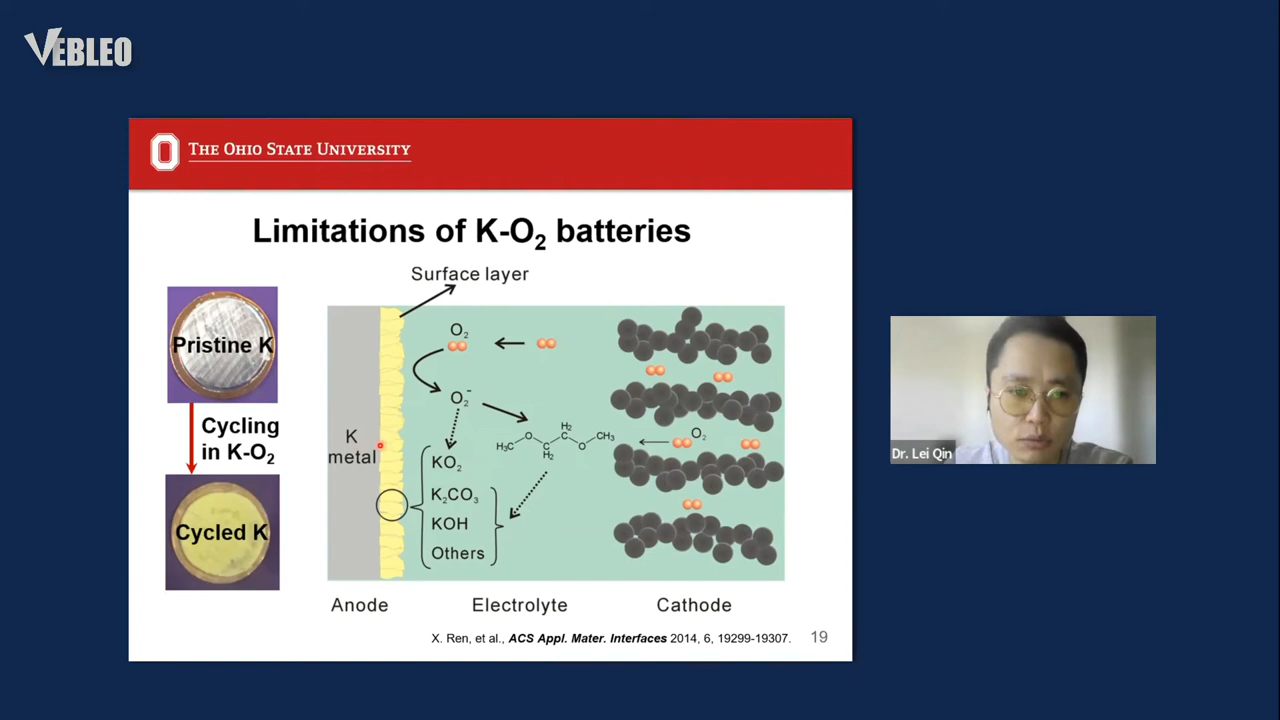 VEBLEO
THE OHIO STATE UNIVERSITY
Limitations of K-O₂ batteries
Surface layer
Pristine K
Cycling
in K-O₂
Cycled K
K
metal
O₂
O₂⁻
KO₂
K₂CO₃
KOH
Others
H₃C
O
C
H₂
H₂
C
O
CH₃
O₂
Anode
Electrolyte
Cathode
X. Ren, et al., ACS Appl. Mater. Interfaces 2014, 6, 19299-19307.
19
Dr. Lei Qin